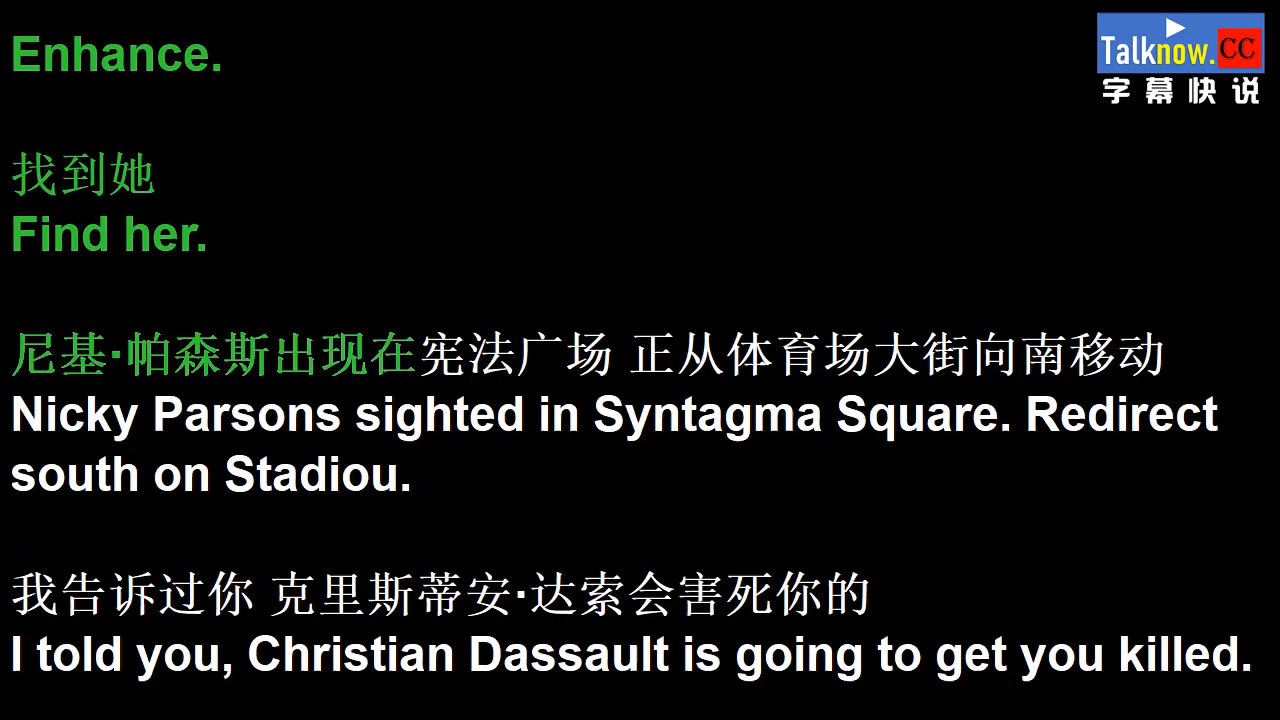 Enhance.
Talknow.CC
字幕快说
找到她
Find her.
尼基·帕森斯出现在宪法广场 正从体育场大街向南移动
Nicky Parsons sighted in Syntagma Square. Redirect
south on Stadiou.
我告诉过你 克里斯蒂安·达索会害死你的
I told you, Christian Dassault is going to get you killed.